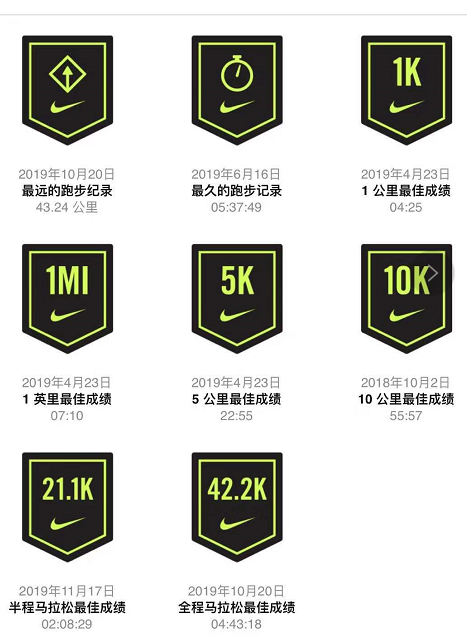 1K
2019年10月20日
最远的跑步纪录
43.24 公里
2019年6月16日
最久的跑步记录
05:37:49
2019年4月23日
1 公里最佳成绩
04:25
1MI
5K
10K
2019年4月23日
1 英里最佳成绩
07:10
2019年4月23日
5 公里最佳成绩
22:55
2018年10月2日
10 公里最佳成绩
55:57
21.1K
42.2K
2019年11月17日
半程马拉松最佳成绩
02:08:29
2019年10月20日
全程马拉松最佳成绩
04:43:18